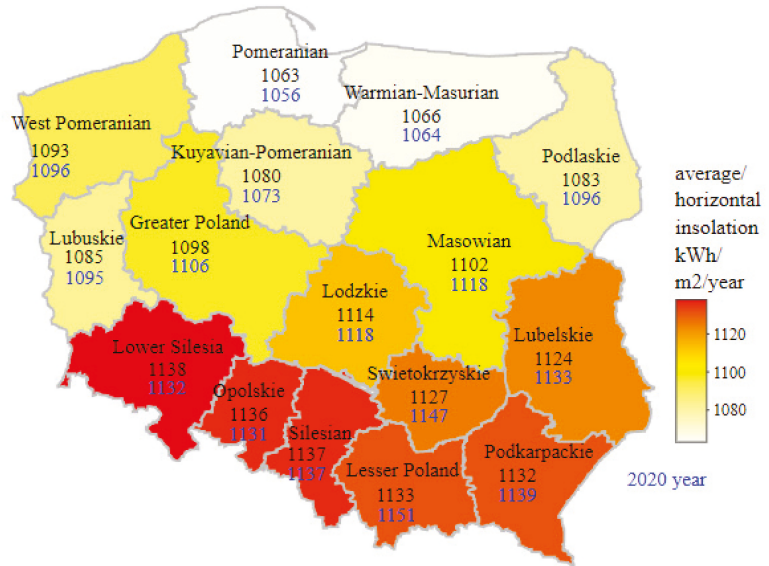 Pomeranian
1063
1056
Warmian-Masurian
1066
1064
West Pomeranian
1093
1096
Kuyavian-Pomeranian
1080
1073
Podlaskie
1083
1096
Lubuskie
1085
1095
Greater Poland
1098
1106
Masowian
1102
1118
Lodzkie
1114
1118
Lubelskie
1124
1133
Lower Silesia
1138
1132
Opolskie
1136
1131
Silesian
1137
1137
Swietokrzyskie
1127
1147
Lesser Poland
1133
1151
Podkarpackie
1132
1139
average/
horizontal
insolation
kWh/
m2/year
1120
1100
1080
2020 year